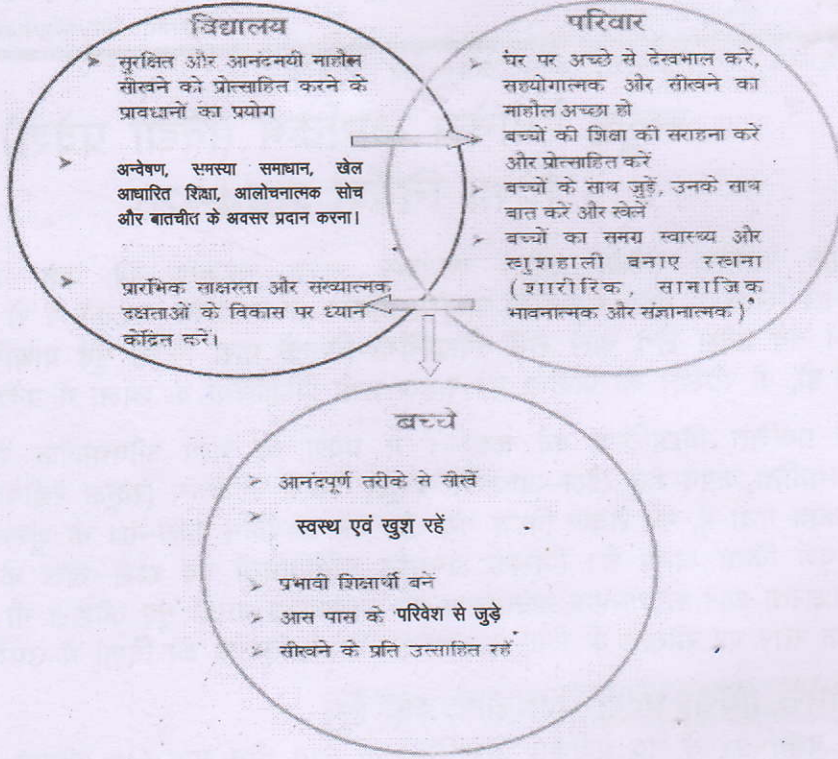 विद्यालय
सुरक्षित और आनंदमयी माहौल
सीखने को प्रोत्साहित करने के
प्रावधानों का प्रयोग
अन्वेषण, समस्या समाधान, खेल
आधारित शिक्षा, आलोचनात्मक सोच
और बातचीत के अवसर प्रदान करना।
प्रारंभिक साक्षरता और संख्यात्मक
दक्षताओं के विकास पर ध्यान
केंद्रित करें।
परिवार
घर पर अच्छे से देखभाल करें,
सहयोगात्मक और सीखने का
माहौल अच्छा हो
बच्चों की शिक्षा की सराहना करें
और प्रोत्साहित करें
बच्चों के साथ जुड़ें, उनके साथ
बात करें और खेलें
बच्चों का समग्र स्वास्थ्य और
खुशहाली बनाए रखना
(शारीरिक, सामाजिक
भावनात्मक और संज्ञानात्मक)
बच्चे
आनंदपूर्ण तरीके से सीखें
स्वस्थ एवं खुश रहें
प्रभावी शिक्षार्थी बनें
आस पास के परिवेश से जुड़े
सीखने के प्रति उत्साहित रहें